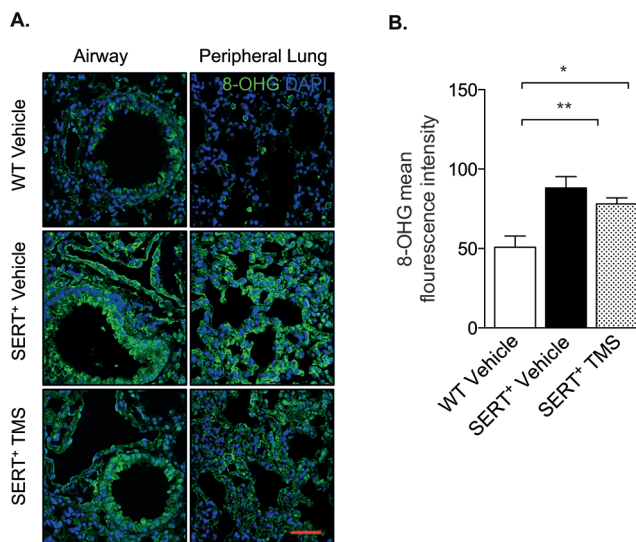 A.
Airway
Peripheral Lung
8-OHG DAPI
WT Vehicle
SERT+ Vehicle
SERT+ TMS
B.
8-OHG mean
flourescence intensity
150
100
50
0
*
**
WT Vehicle
SERT+ Vehicle
SERT+ TMS